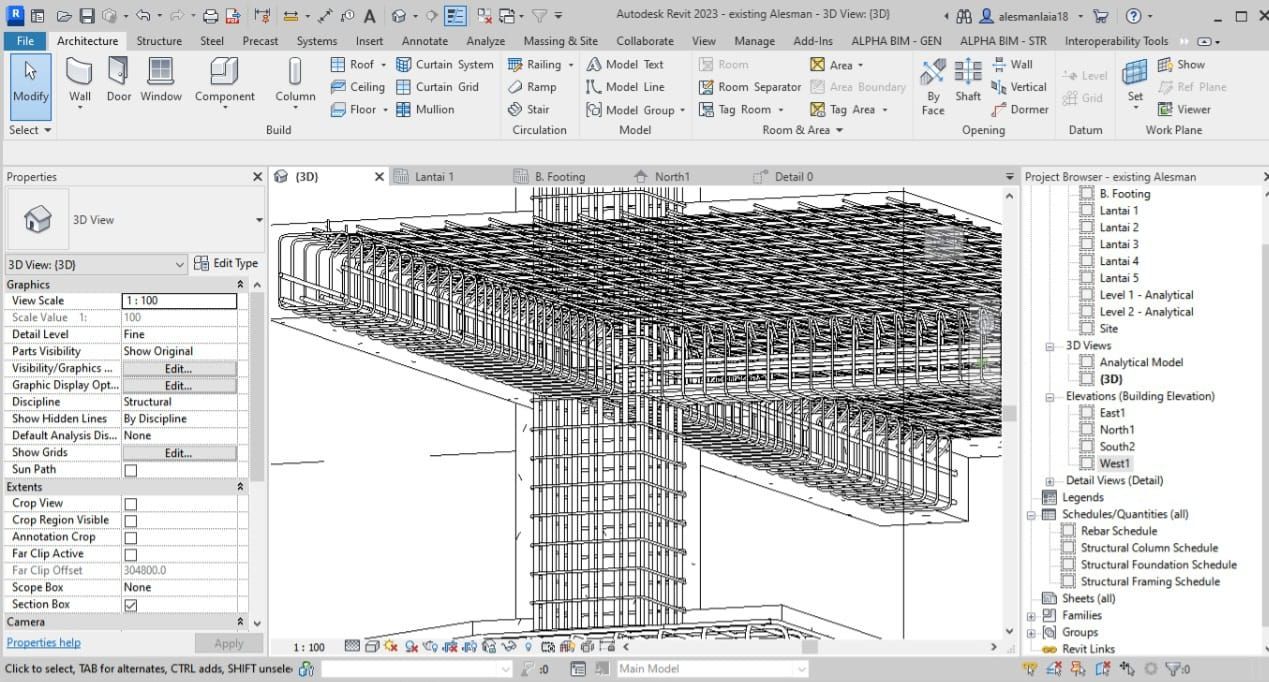 Autodesk Revit 2023 - existing Alesman - 3D View: {3D}
alesmanlaia18
File Architecture Structure Steel Precast Systems Insert Annotate Analyze Massing & Site Collaborate View Manage Add-Ins ALPHA BIM - GEN ALPHA BIM - STR Interoperability Tools
Modify
Wall
Door
Window
Component
Column
Roof
Ceiling
Floor
Curtain System
Curtain Grid
Mullion
Railing
Ramp
Stair
Model Text
Model Line
Model Group
Room
Room Separator
Tag Room
Area
Area Boundary
Tag Area
By
Face
Shaft
Wall
Vertical
Dormer
Level
Grid
Set
Show
Ref Plane
Viewer
Select
Build
Circulation
Model
Room & Area
Opening
Datum
Work Plane
Properties
3D View
3D View: {3D}
Edit Type
Graphics
View Scale 1 : 100
Scale Value 1: 100
Detail Level Fine
Parts Visibility Show Original
Visibility/Graphics ... Edit...
Graphic Display Opt... Edit...
Discipline Structural
Show Hidden Lines By Discipline
Default Analysis Dis... None
Show Grids Edit...
Sun Path
Extents
Crop View
Crop Region Visible
Annotation Crop
Far Clip Active
Far Clip Offset 304800.0
Scope Box None
Section Box
Camera
Properties help
Apply
{3D}
Lantai 1
B. Footing
North1
Detail 0
1 : 100
Project Browser - existing Alesman
B. Footing
Lantai 1
Lantai 2
Lantai 3
Lantai 4
Lantai 5
Level 1 - Analytical
Level 2 - Analytical
Site
3D Views
Analytical Model
{3D}
Elevations (Building Elevation)
East1
North1
South2
West1
Detail Views (Detail)
Legends
Schedules/Quantities (all)
Rebar Schedule
Structural Column Schedule
Structural Foundation Schedule
Structural Framing Schedule
Sheets (all)
Families
Groups
Revit Links
Click to select, TAB for alternates, CTRL adds, SHIFT unsele
:0
Main Model
:0